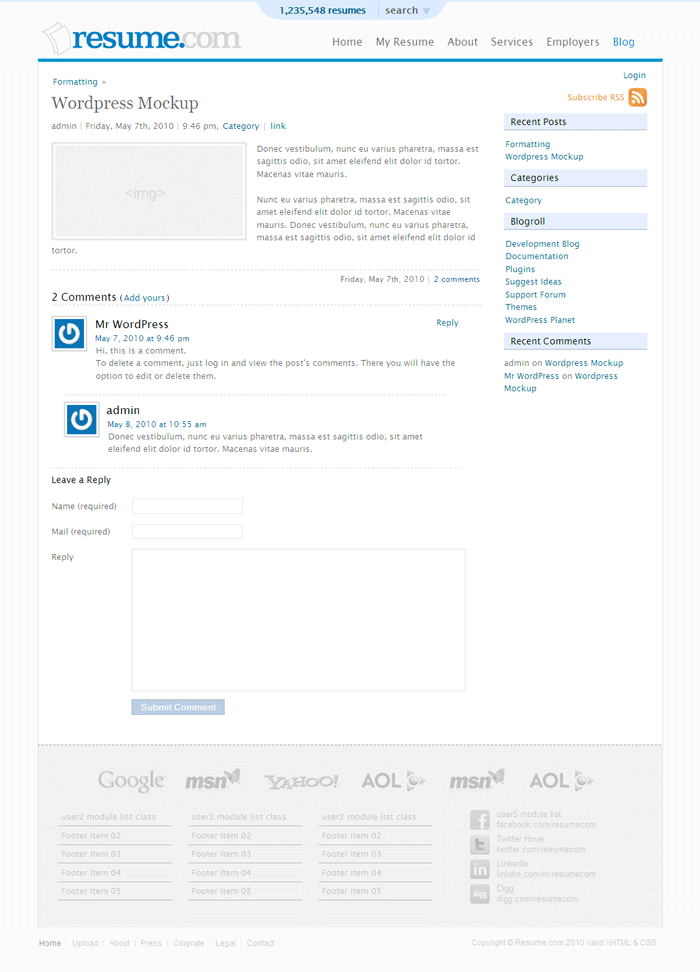 1,235,548 resumes search
resume.com
Home My Resume About Services Employers Blog
Login
Formatting »
Subscribe RSS
Wordpress Mockup
admin | Friday, May 7th, 2010 | 9:46 pm, Category | link
<img>
Donec vestibulum, nunc eu varius pharetra, massa est
sagittis odio, sit amet eleifend elit dolor id tortor.
Macenas vitae mauris.
Nunc eu varius pharetra, massa est sagittis odio, sit
amet eleifend elit dolor id tortor. Macenas vitae
mauris. Donec vestibulum, nunc eu varius pharetra,
massa est sagittis odio, sit amet eleifend elit dolor id
tortor.
Friday, May 7th, 2010 | 2 comments
2 Comments (Add yours)
Mr WordPress
Reply
May 7, 2010 at 9:46 pm
Hi, this is a comment.
To delete a comment, just log in and view the post's comments. There you will have the
option to edit or delete them.
admin
May 8, 2010 at 10:55 am
Donec vestibulum, nunc eu varius pharetra, massa est sagittis odio, sit amet
eleifend elit dolor id tortor. Macenas vitae mauris.
Leave a Reply
Name (required)
Mail (required)
Reply
Submit Comment
Recent Posts
Formatting
Wordpress Mockup
Categories
Category
Blogroll
Development Blog
Documentation
Plugins
Suggest Ideas
Support Forum
Themes
WordPress Planet
Recent Comments
admin on Wordpress Mockup
Mr WordPress on Wordpress
Mockup
Google msn YAHOO! AOL msn AOL
user2 module list class
Footer Item 02
Footer Item 03
Footer Item 04
Footer Item 05
user2 module list class
Footer Item 02
Footer Item 03
Footer Item 04
Footer Item 05
user2 module list class
Footer Item 02
Footer Item 03
Footer Item 04
Footer Item 05
user5 module list
facebook.com/resumecom
Twitter Hover
twitter.com/resumecom
LinkedIn
linkdin.com/in/resumecom
Digg
digg.com/resumecom
Home | Upload | About | Press | Corprate | Legal | Contact
Copyright © Resume.com 2010 Valid XHTML & CSS